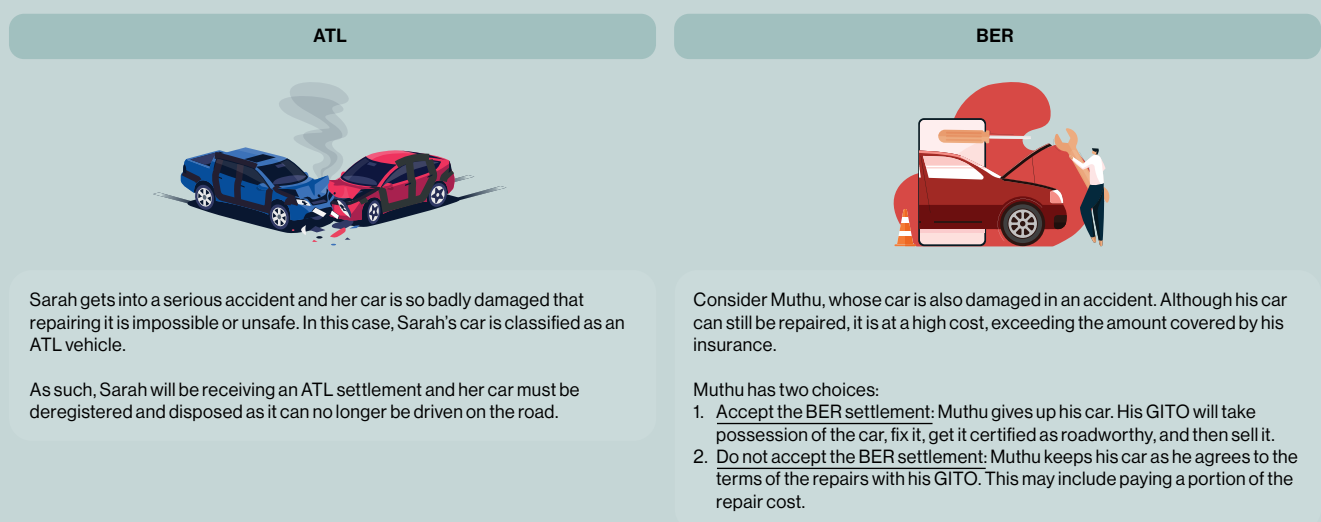 ATL
Sarah gets into a serious accident and her car is so badly damaged that
repairing it is impossible or unsafe. In this case, Sarah's car is classified as an
ATL vehicle.
As such, Sarah will be receiving an ATL settlement and her car must be
deregistered and disposed as it can no longer be driven on the road.
BER
Consider Muthu, whose car is also damaged in an accident. Although his car
can still be repaired, it is at a high cost, exceeding the amount covered by his
insurance.
Muthu has two choices:
1. Accept the BER settlement: Muthu gives up his car. His GITO will take
possession of the car, fix it, get it certified as roadworthy, and then sell it.
2. Do not accept the BER settlement: Muthu keeps his car as he agrees to the
terms of the repairs with his GITO. This may include paying a portion of the
repair cost.